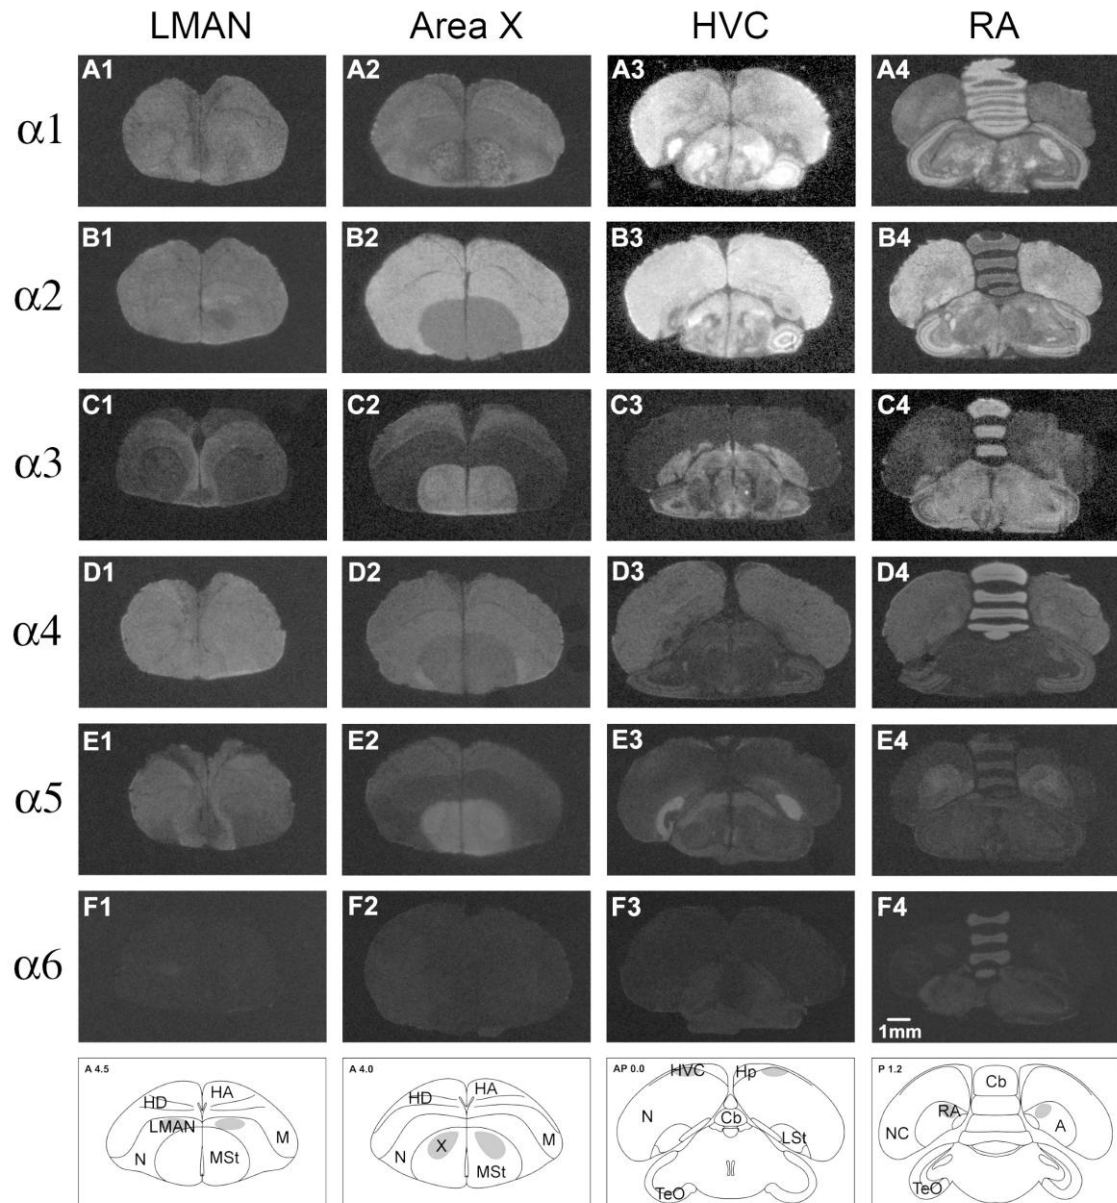 LMAN Area X HVC RA
α1 A1 A2 A3 A4
α2 B1 B2 B3 B4
α3 C1 C2 C3 C4
α4 D1 D2 D3 D4
α5 E1 E2 E3 E4
α6 F1 F2 F3 F4
1mm
A 4.5 A 4.0 AP 0.0 P 1.2
HD HA HD HA HVC Hp Cb
LMAN M N MSt
X M N MSt
N Cb LSt TeO
RA NC A TeO